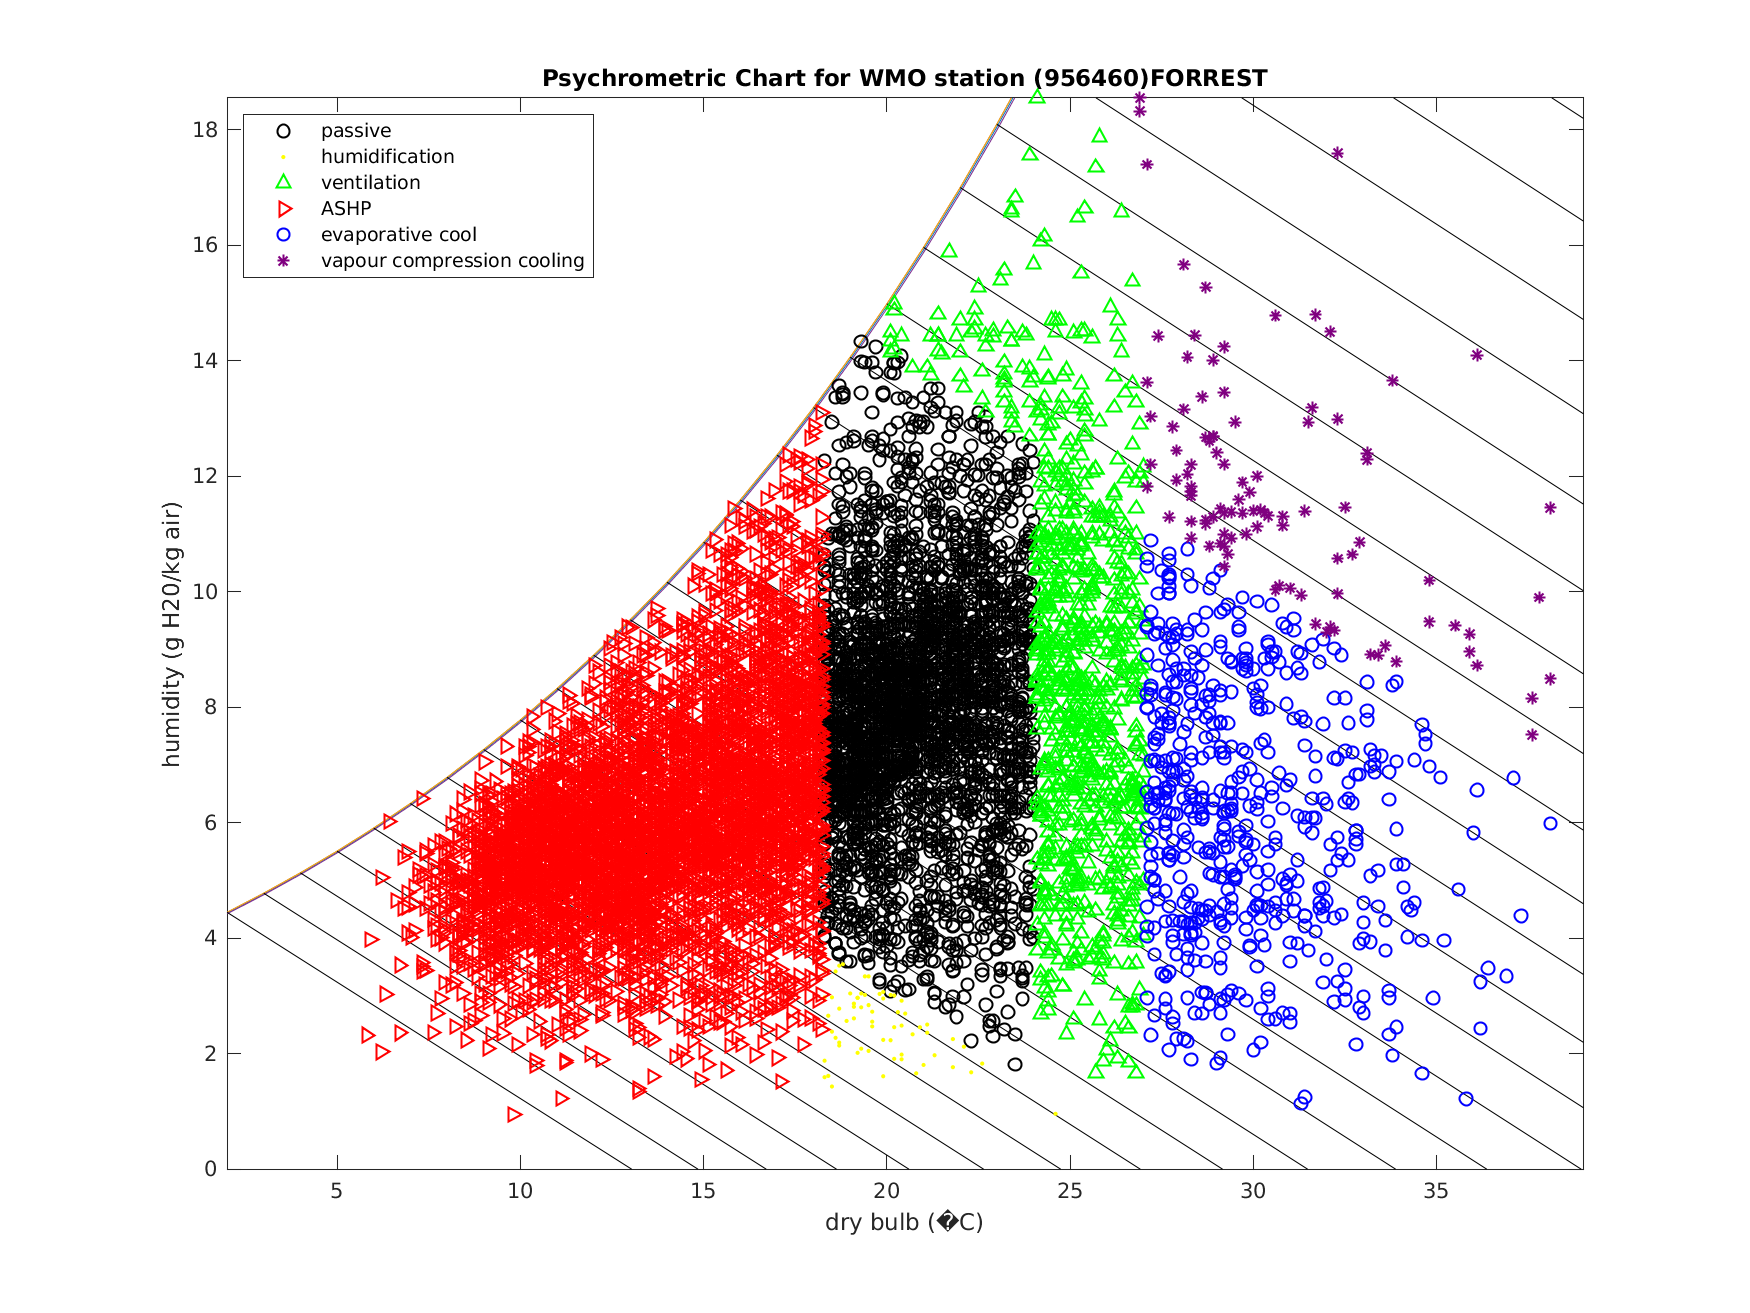 Psychrometric Chart for WMO station (956460)FORREST
passive
humidification
ventilation
ASHP
evaporative cool
vapour compression cooling
18
16
14
12
10
8
6
4
2
0
humidity (g H20/kg air)
5
10
15
20
25
30
35
dry bulb (�C)